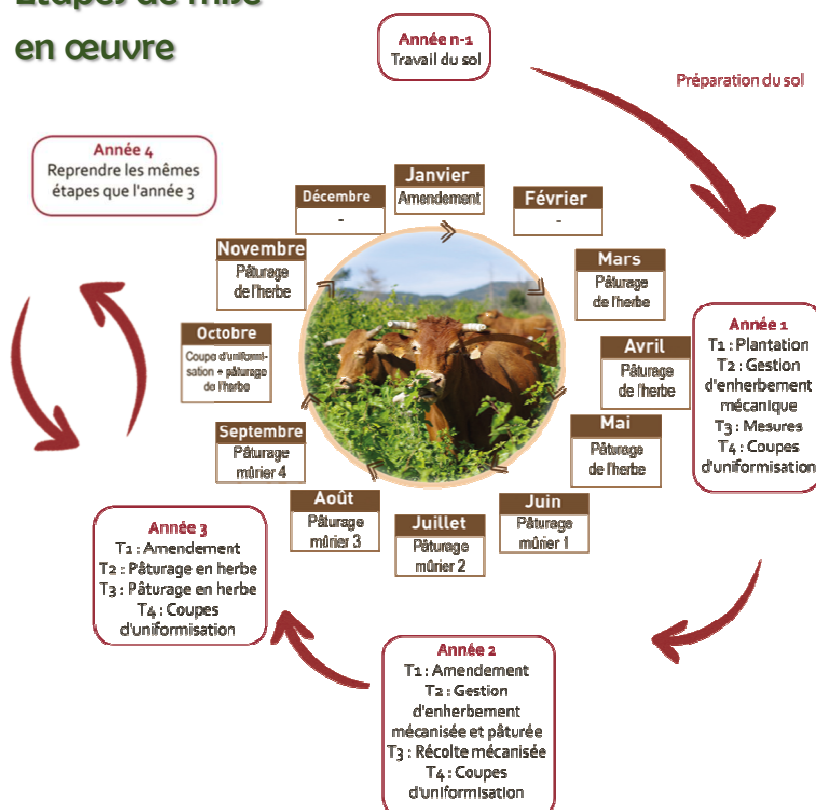 Étapes de mise
en œuvre
Année n-1
Travail du sol
Préparation du sol
Année 4
Reprendre les mêmes
étapes que l'année 3
Janvier
Amendement
Février
-
Mars
Pâturage
de l'herbe
Avril
Pâturage
de l'herbe
Mai
Pâturage
de l'herbe
Juin
Pâturage
mûrier 1
Juillet
Pâturage
mûrier 2
Août
Pâturage
mûrier 3
Septembre
Pâturage
mûrier 4
Octobre
Coupe d'uniformi-
sation + pâturage
de l'herbe
Novembre
Pâturage
de l'herbe
Décembre
-
Année 1
T1 : Plantation
T2 : Gestion
d'enherbement
mécanique
T3 : Mesures
T4 : Coupes
d'uniformisation
Année 2
T1 : Amendement
T2 : Gestion
d'enherbement
mécanisée et pâturée
T3 : Récolte mécanisée
T4 : Coupes
d'uniformisation
Année 3
T1 : Amendement
T2 : Pâturage en herbe
T3 : Pâturage en herbe
T4 : Coupes
d'uniformisation